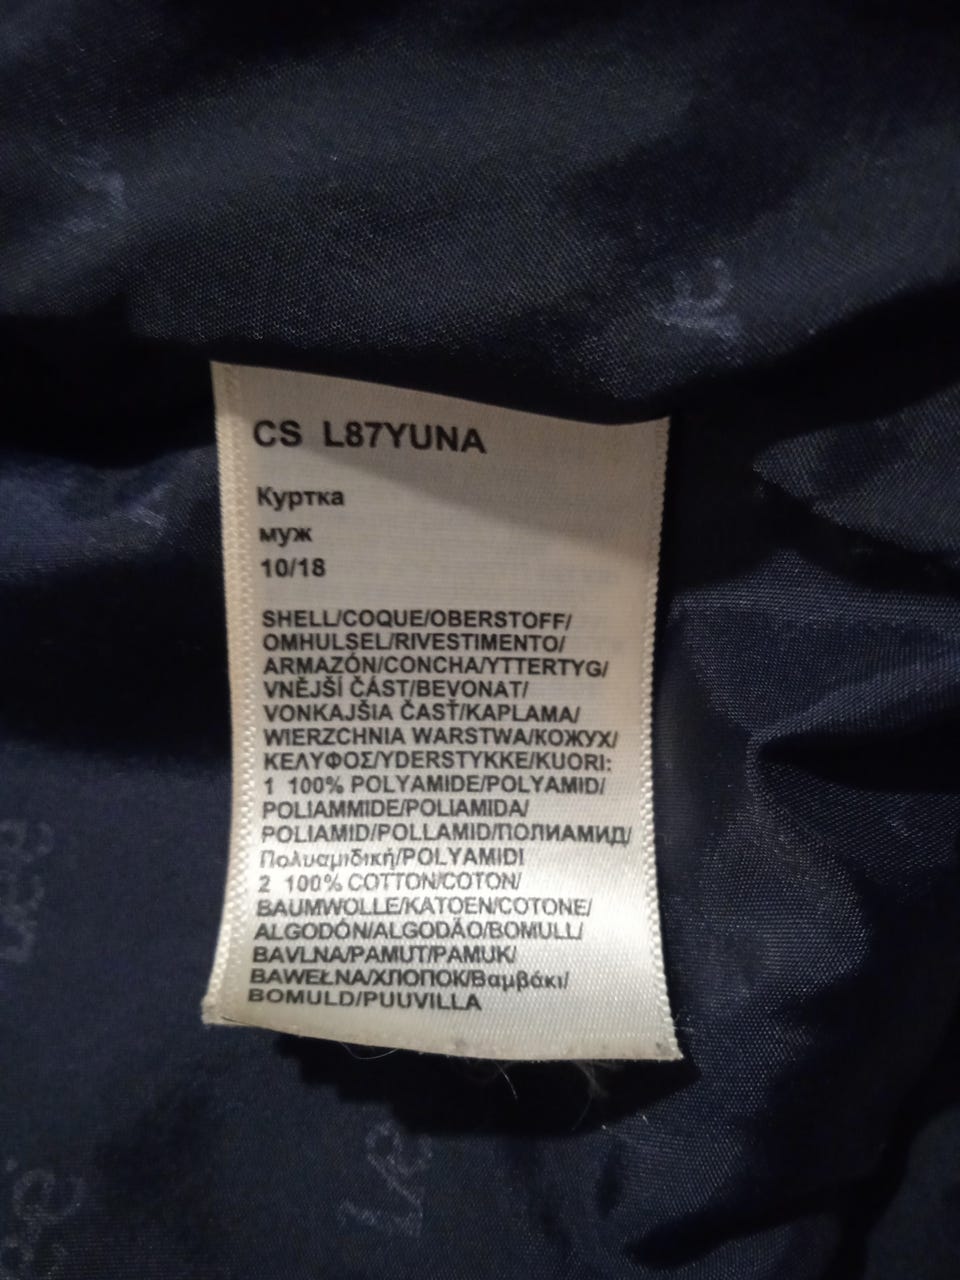 CS L87YUNA
Куртка
муж
10/18
SHELL/COQUE/OBERSTOFF/
OMHULSEL/RIVESTIMENTO/
ARMAZÓN/CONCHA/YTTERTYG/
VNĚJŠÍ ČÁST/BEVONAT/
VONKAJŠIA ČASŤ/KAPLAMA/
WIERZCHNIA WARSTWA/КОЖУХ/
ΚΕΛΥΦΟΣ/YDERSTYKKE/KUORI:
1 100% POLYAMIDE/POLYAMID/
POLIAMMIDE/POLIAMIDA/
POLIAMID/POLLAMID/ПОЛИАМИД/
Πολυαμιδική/POLYAMIDI
2 100% COTTON/COTON/
BAUMWOLLE/KATOEN/COTONE/
ALGODÓN/ALGODÃO/BOMULL/
BAVLNA/PAMUT/PAMUK/
BAWEŁNA/ХЛОПОК/Βαμβάκι/
BOMULD/PUUVILLA